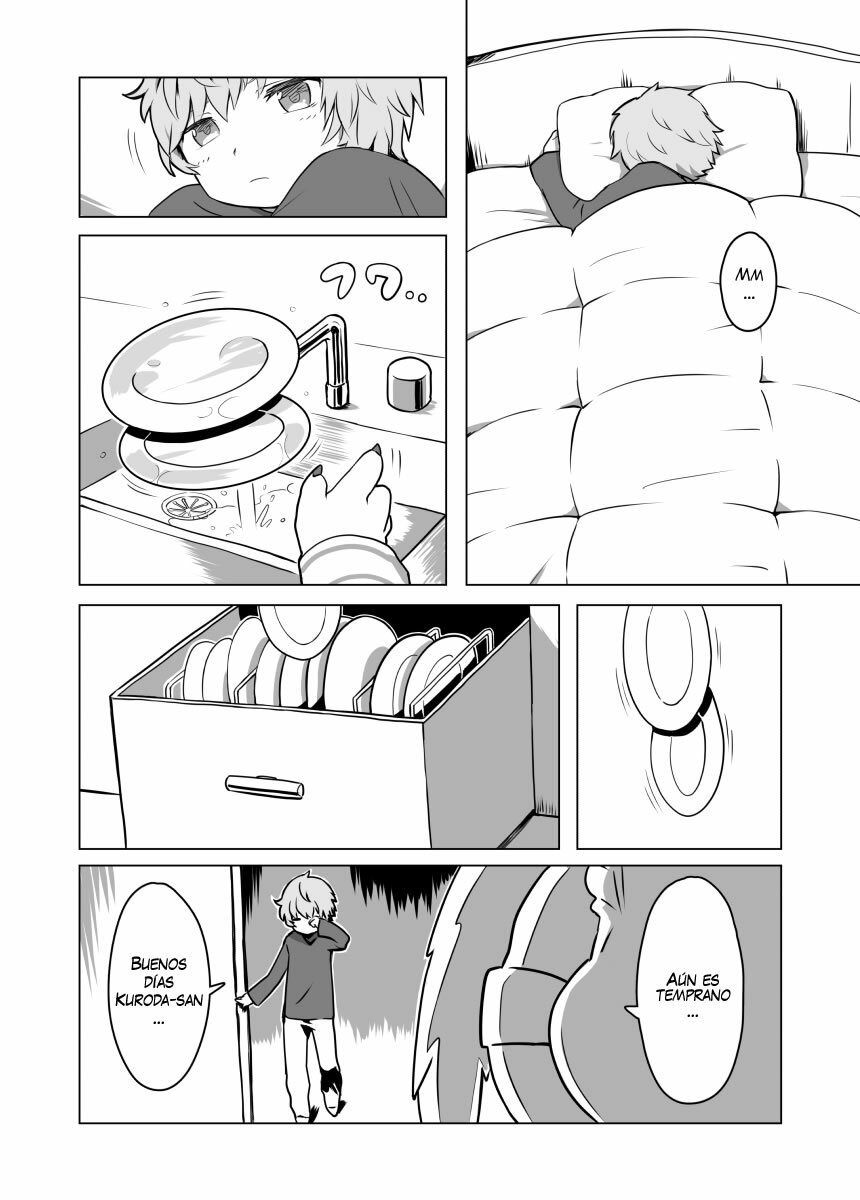 MM
...
フワ..
AÚN ES
TEMPRANO
...
BUENOS
DÍAS
KURODA-SAN
...